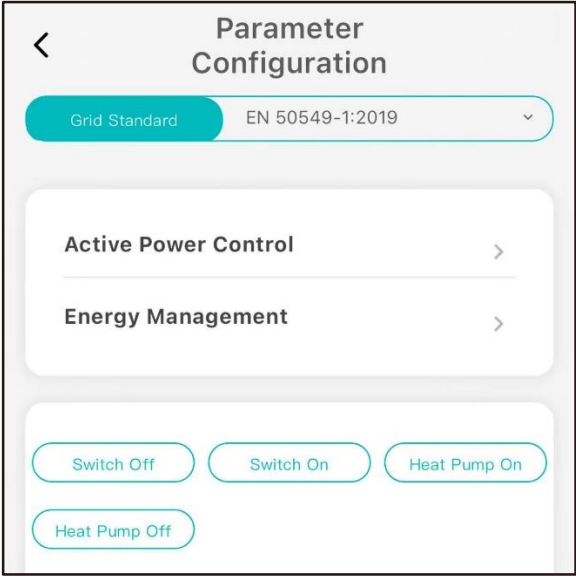 Parameter
Configuration
Grid Standard EN 50549-1:2019
Active Power Control
Energy Management
Switch Off Switch On Heat Pump On
Heat Pump Off